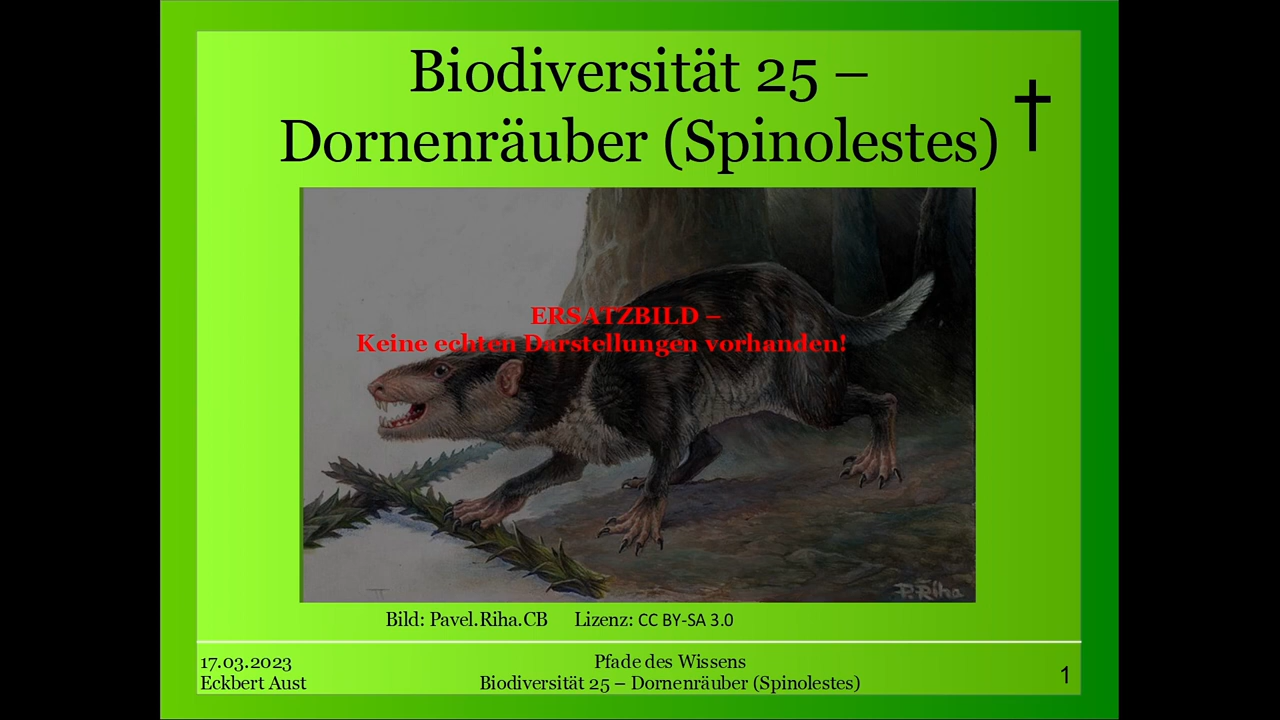 Biodiversität 25 –
Dornenräuber (Spinolestes)
ERSATZBILD –
Keine echten Darstellungen vorhanden!
P. Říha
Bild: Pavel.Riha.CB Lizenz: CC BY-SA 3.0
17.03.2023
Eckbert Aust
Pfade des Wissens
Biodiversität 25 – Dornenräuber (Spinolestes)
1